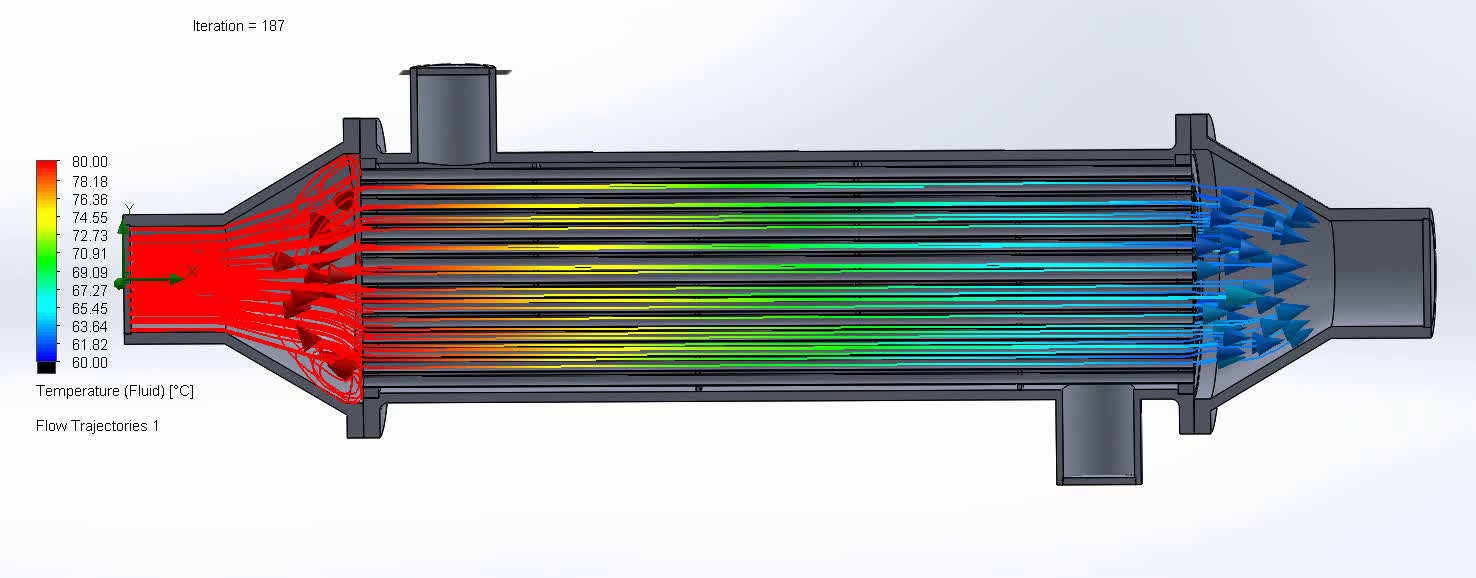 Iteration = 187
80.00
78.18
76.36
74.55
72.73
70.91
69.09
67.27
65.45
63.64
61.82
60.00
Y
X
Temperature (Fluid) [°C]
Flow Trajectories 1